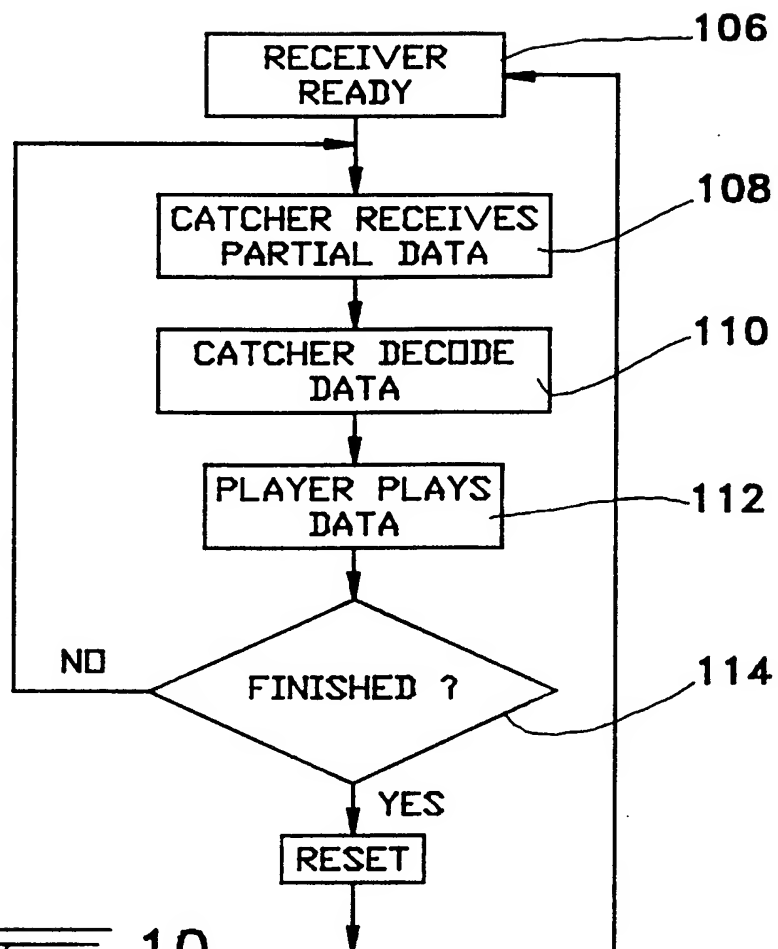 106
RECEIVER
READY
108
CATCHER RECEIVES
PARTIAL DATA
110
CATCHER DECODE
DATA
112
PLAYER PLAYS
DATA
NO
FINISHED ?
114
YES
RESET
10